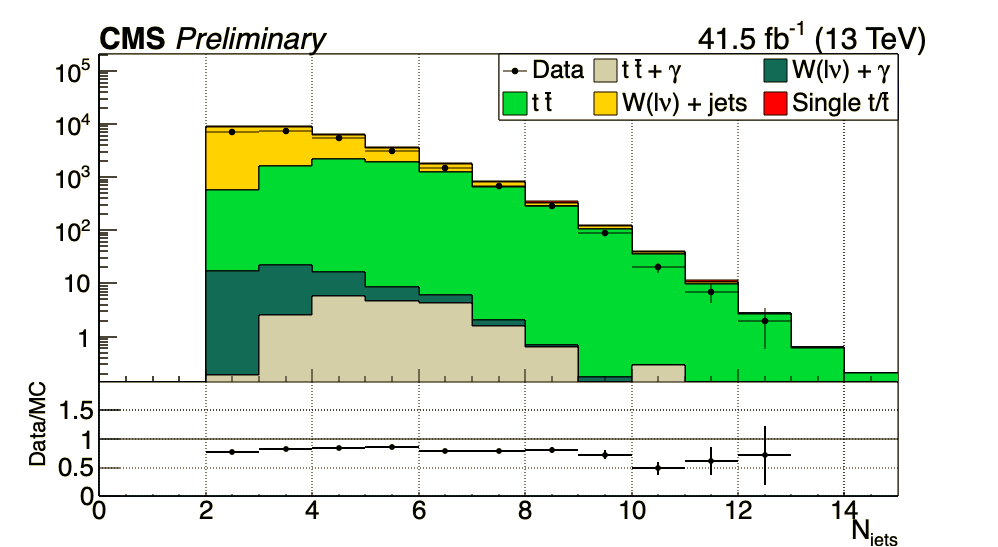 CMS Preliminary 41.5 fb⁻¹ (13 TeV)
Data t t̄ + γ W(lν) + γ
t t̄ W(lν) + jets Single t/t̄
10⁵
10⁴
10³
10²
10
1
Data/MC
1.5
1
0.5
0
0 2 4 6 8 10 12 14
N_jets